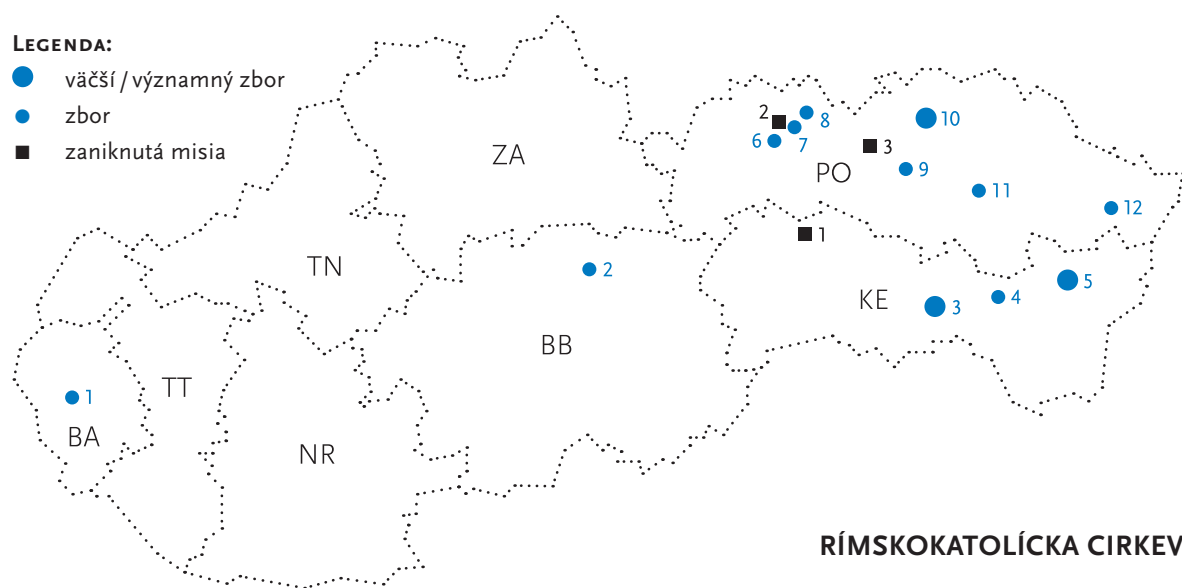 LEGENDA:
väčší / významný zbor
zbor
zaniknutá misia
ZA
2
8
7
6
10
3
PO
9
11
12
1
TN
2
KE
5
4
3
BB
TT
1
BA
NR
RÍMSKOKATOLÍCKA CIRKEV